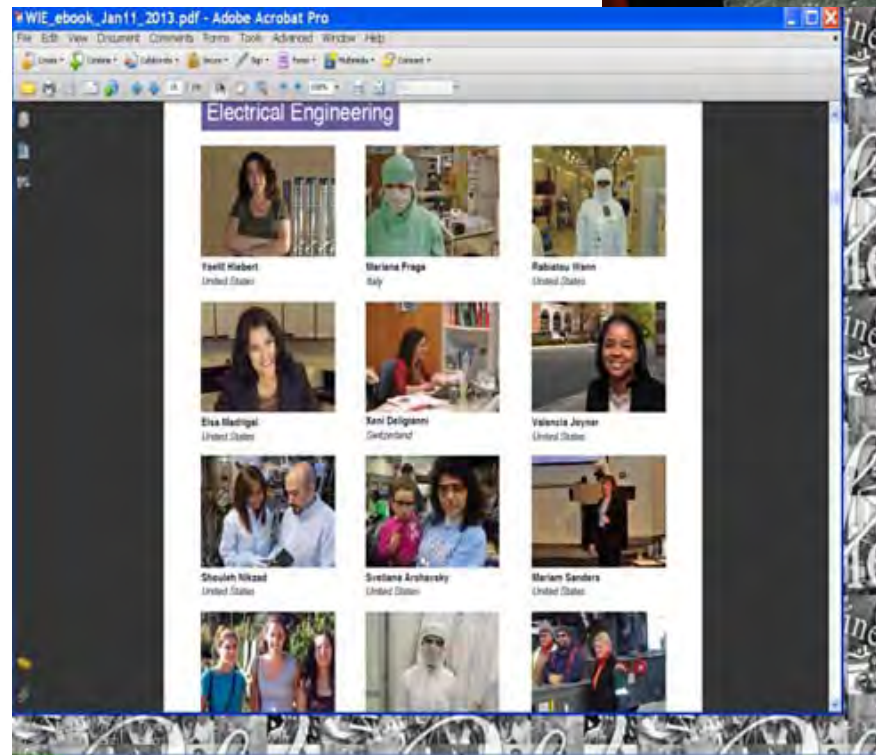 WIE_ebook_Jan11_2013.pdf - Adobe Acrobat Pro
File Edit View Document Comments Forms Tools Advanced Window Help
Electrical Engineering
Hiebert
United States
Mariana Fraga
Italy
Rabiatou Wann
United States
Elsa Madrigal
United States
Xeni Deligianni
Switzerland
Valencia Joyner
United States
Shouleh Nikzad
United States
Svetlana Arshavsky
United States
Mariam Sanders
United States